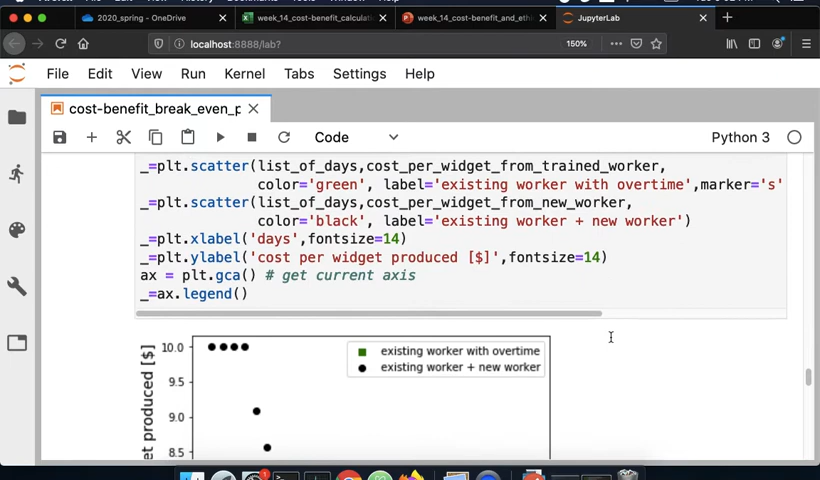 2020_spring - OneDrive
week_14_cost-benefit_calculati
week_14_cost-benefit_and_ethi
JupyterLab
localhost:8888/lab?
150%
File Edit View Run Kernel Tabs Settings Help
cost-benefit_break_even_p
Code
Python 3
_=plt.scatter(list_of_days,cost_per_widget_from_trained_worker,
color='green', label='existing worker with overtime',marker='s'
_=plt.scatter(list_of_days,cost_per_widget_from_new_worker,
color='black', label='existing worker + new worker')
_=plt.xlabel('days',fontsize=14)
_=plt.ylabel('cost per widget produced [$]',fontsize=14)
ax = plt.gca() # get current axis
_=ax.legend()
et produced [$]
10.0
9.5
9.0
8.5
existing worker with overtime
existing worker + new worker
1